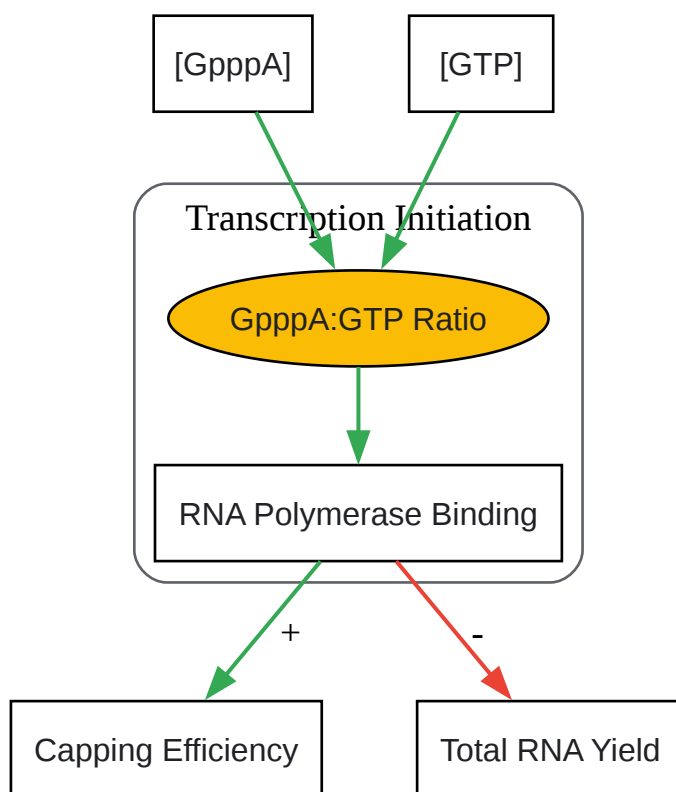 [GpppA]
[GTP]
Transcription Initiation
GpppA:GTP Ratio
RNA Polymerase Binding
+
-
Capping Efficiency
Total RNA Yield